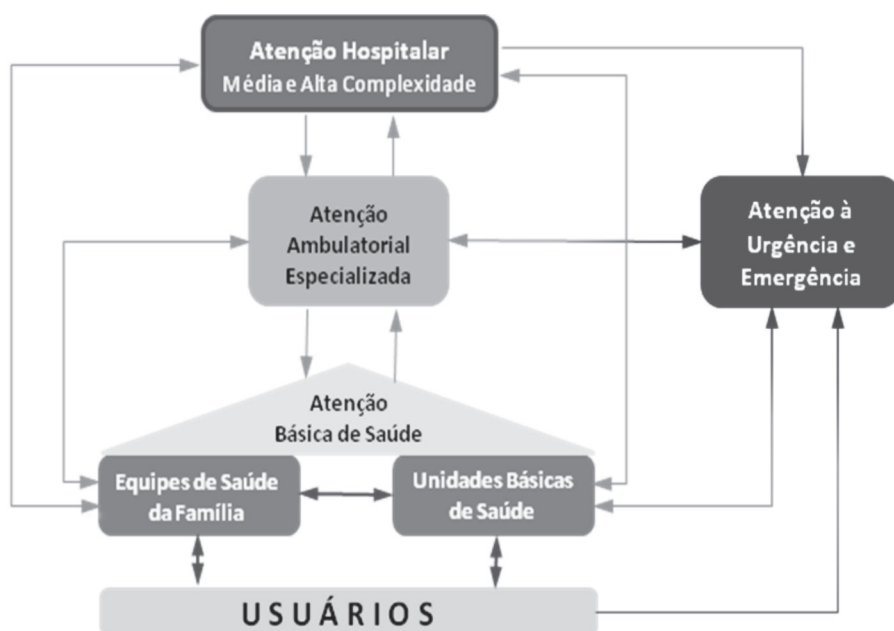 Atenção Hospitalar
Média e Alta Complexidade
Atenção
Ambulatorial
Especializada
Atenção à
Urgência e
Emergência
Atenção
Básica de Saúde
Equipes de Saúde
da Família
Unidades Básicas
de Saúde
USUÁRIOS